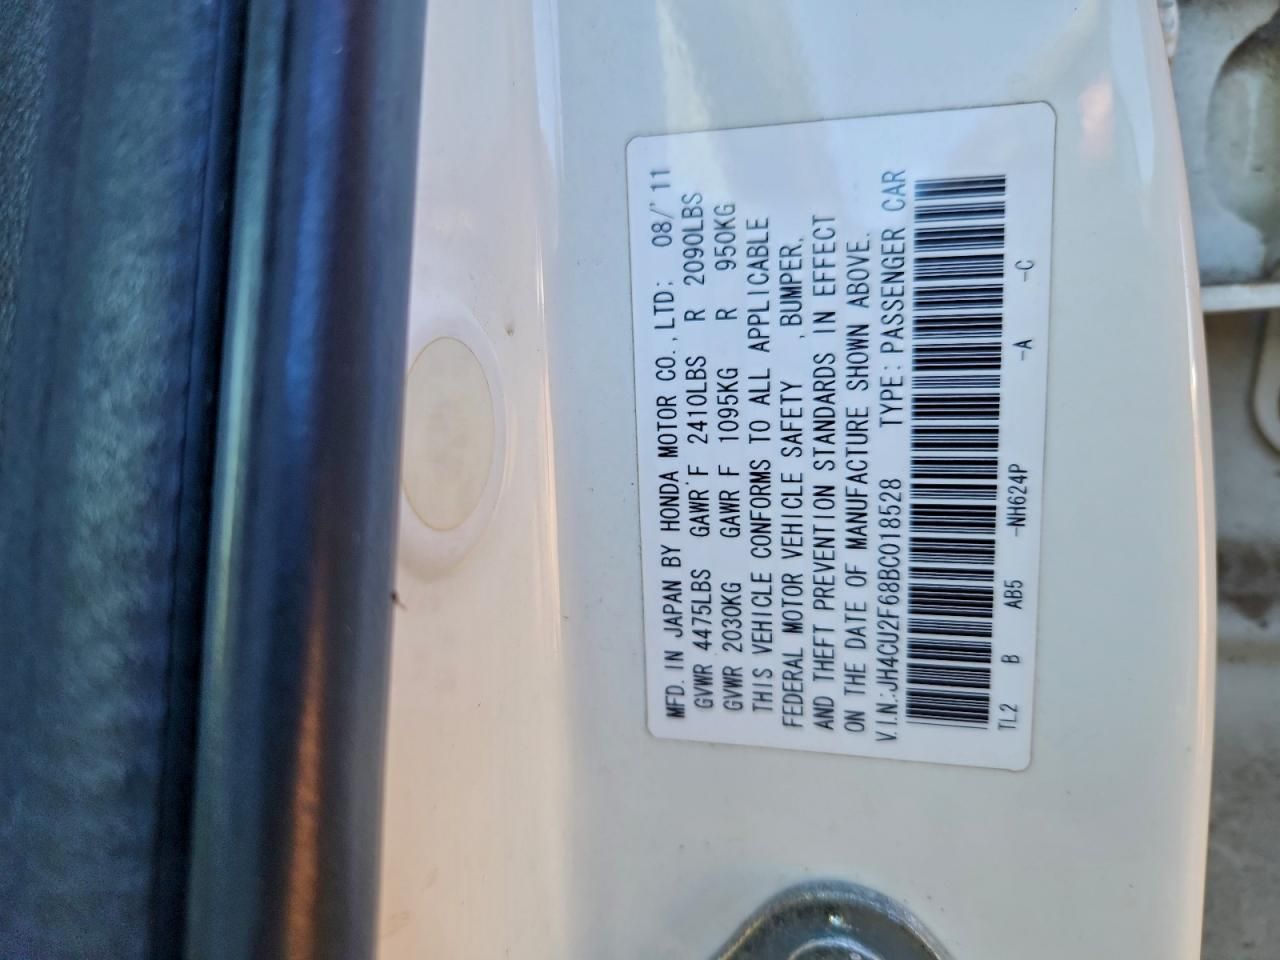 MFD. IN JAPAN BY HONDA MOTOR CO., LTD: 08/'11
GVWR 4475LBS GAWR F 2410LBS R 2090LBS
GVWR 2030KG GAWR F 1095KG R 950KG
THIS VEHICLE CONFORMS TO ALL APPLICABLE
FEDERAL MOTOR VEHICLE SAFETY , BUMPER,
AND THEFT PREVENTION STANDARDS IN EFFECT
ON THE DATE OF MANUFACTURE SHOWN ABOVE.
V.I.N.:JH4CU2F68BC018528 TYPE: PASSENGER CAR
TL2 B AB5 -NH624P -A -C